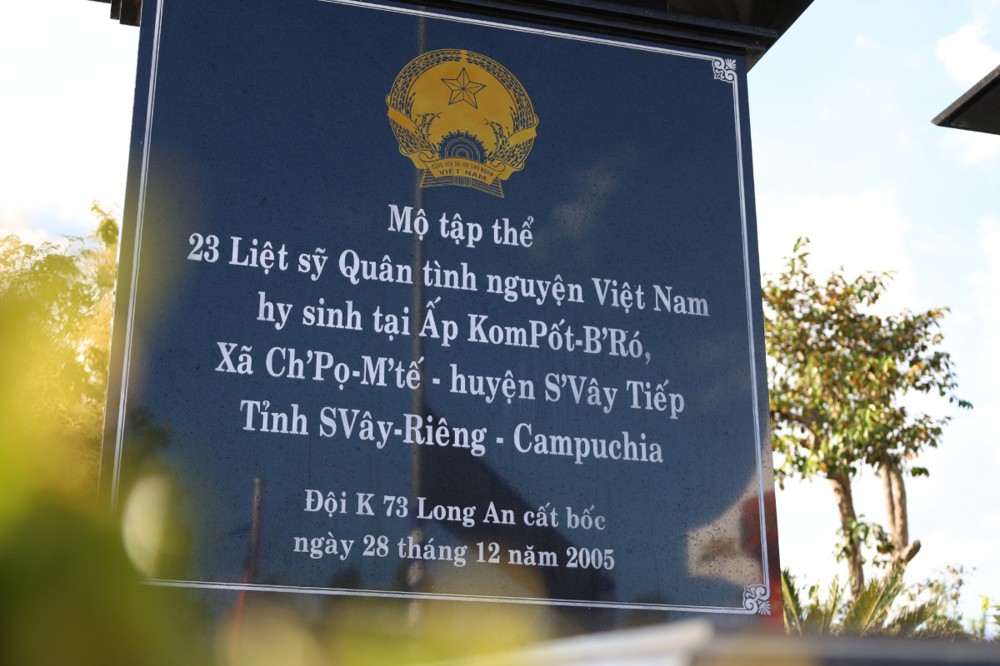 VIỆT NAM
Mộ tập thể
23 Liệt sỹ Quân tình nguyện Việt Nam
hy sinh tại Ấp KomPốt-B'Ró,
Xã Ch'Pọ-M'tế - huyện S'Vây Tiếp
Tỉnh SVây-Riêng - Campuchia
Đội K 73 Long An cất bốc
ngày 28 tháng 12 năm 2005